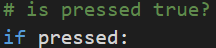 # is pressed true?
if pressed: